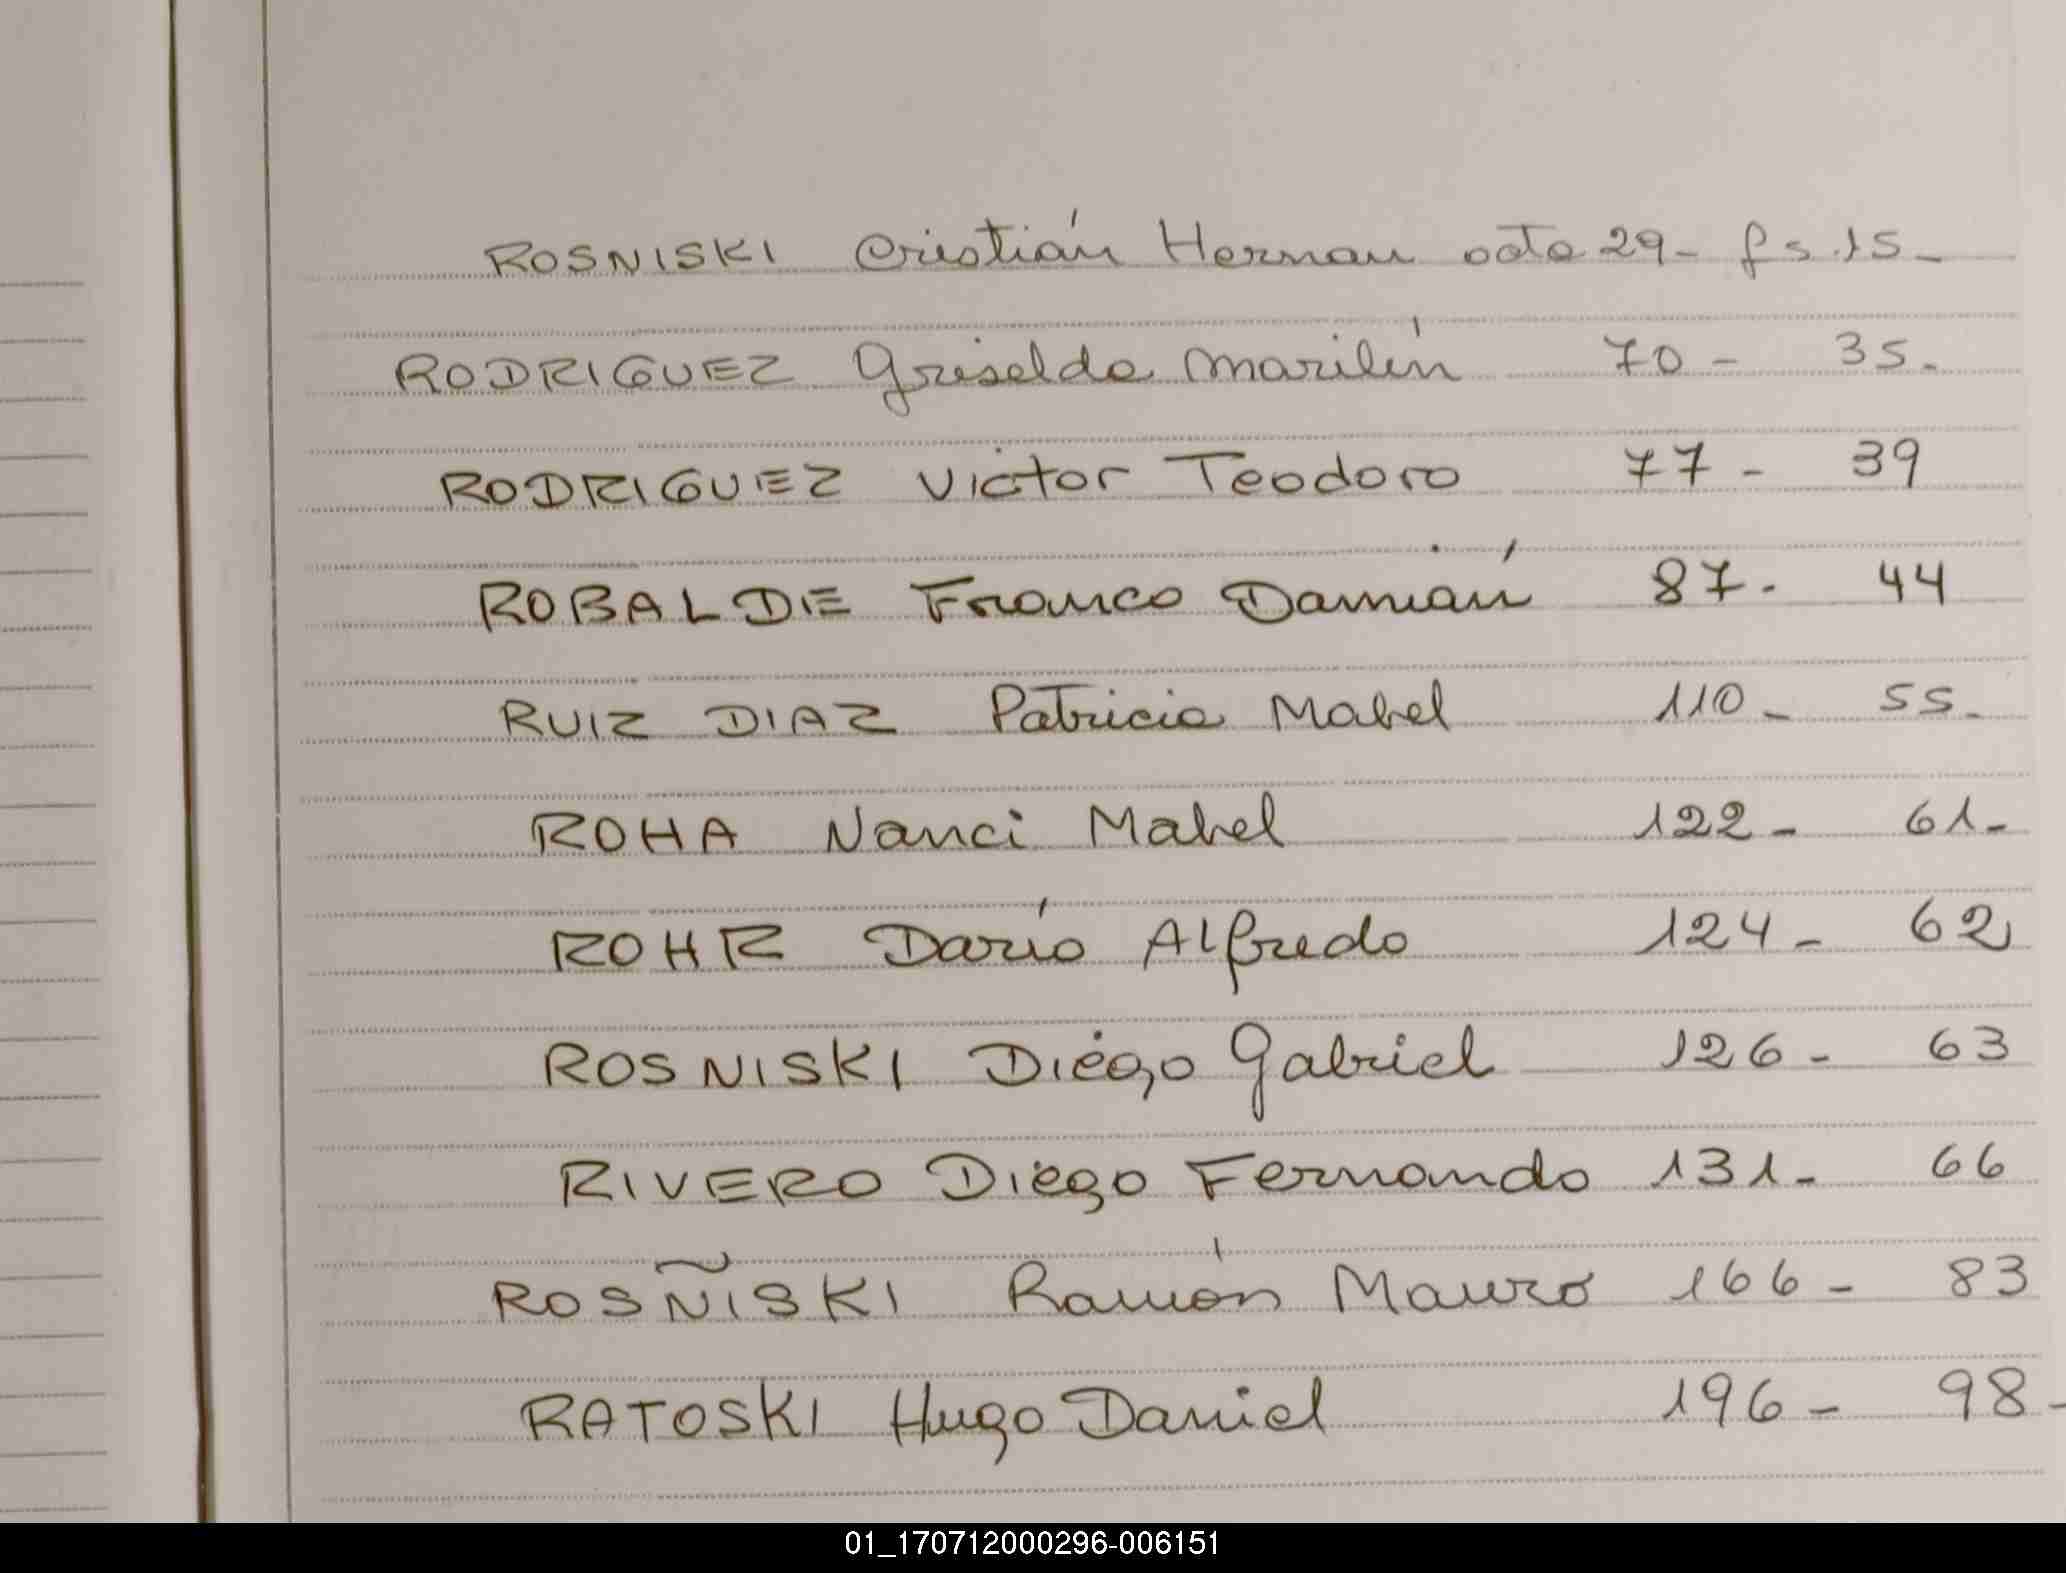 ROSNISKI Cristián Hernan acta 29- fs. 15-
RODRIGUEZ Griselda Marilín 70- 35.
RODRIGUEZ Victor Teodoro 77- 39
ROBALDE Franco Damián 87- 44
RUIZ DIAZ Patricia Mabel 110- 55-
ROHA Nanci Mabel 122- 61-
ROHR Darío Alfredo 124- 62
ROSNISKI Diego Gabriel 126- 63
RIVERO Diego Fernando 131- 66
ROSÑISKI Ramón Mauro 166- 83
RATOSKI Hugo Daniel 196- 98-
01_170712000296-006151